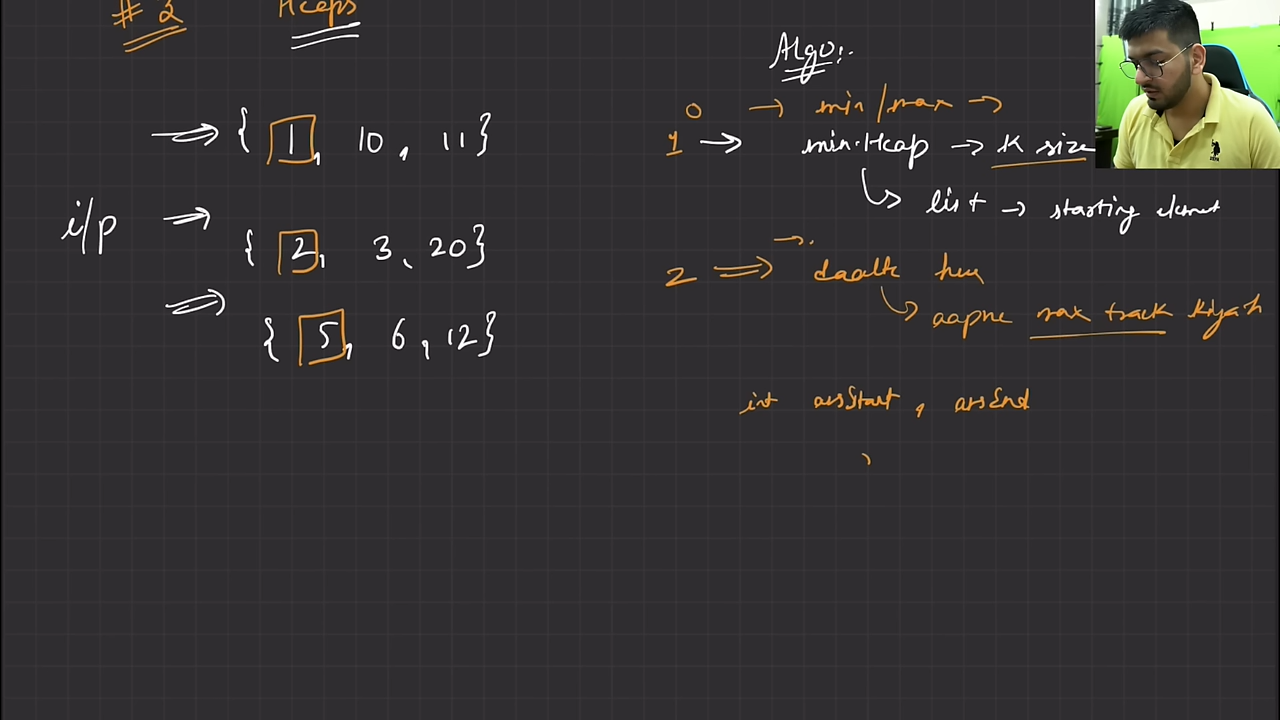 # 2 Heaps
⇒ { 1, 10, 11}
i/p ⇒ { 2, 3, 20}
⇒ { 5, 6, 12}
Algo:-
0 → min/max →
1 → min-Heap → K size
↳ list → starting element
2 ⇒ daalte hue
↳ aapne max track kiya h
int ansStart, ansEnd